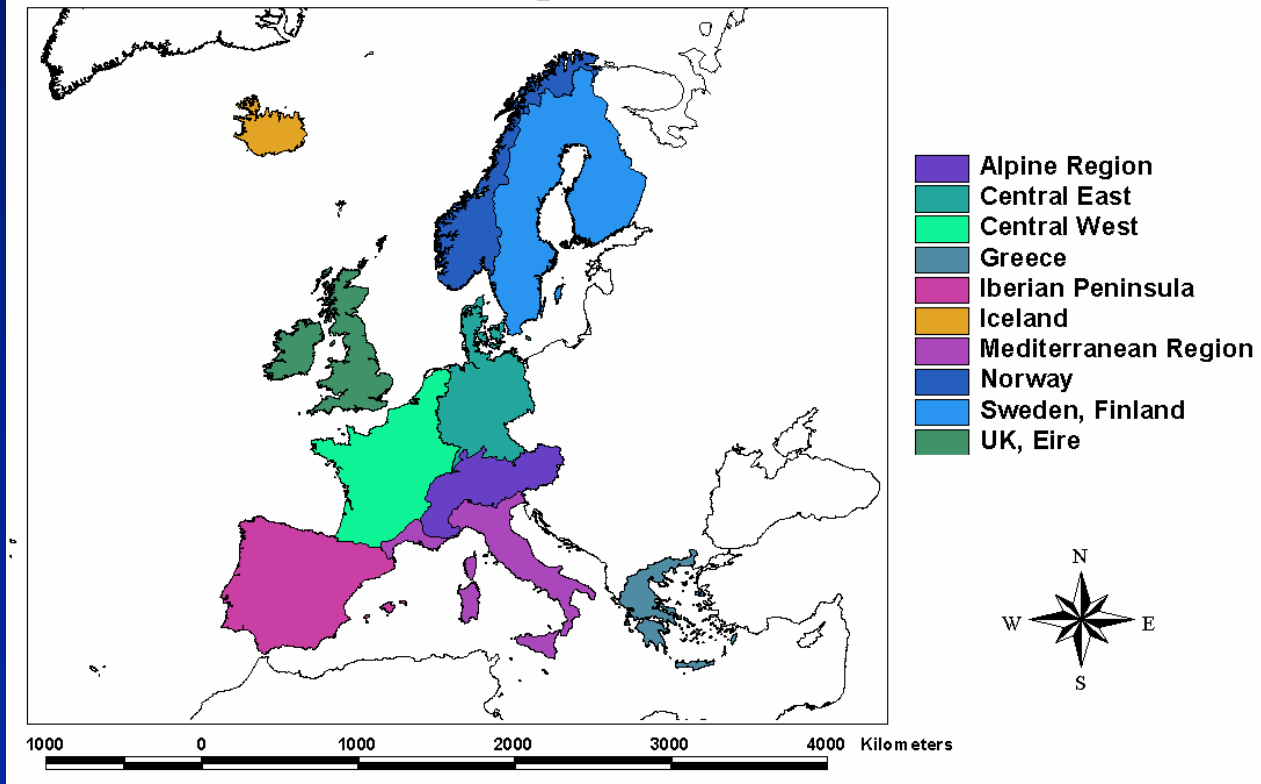 Alpine Region
Central East
Central West
Greece
Iberian Peninsula
Iceland
Mediterranean Region
Norway
Sweden, Finland
UK, Eire
N
W E
S
1000 0 1000 2000 3000 4000 Kilometers